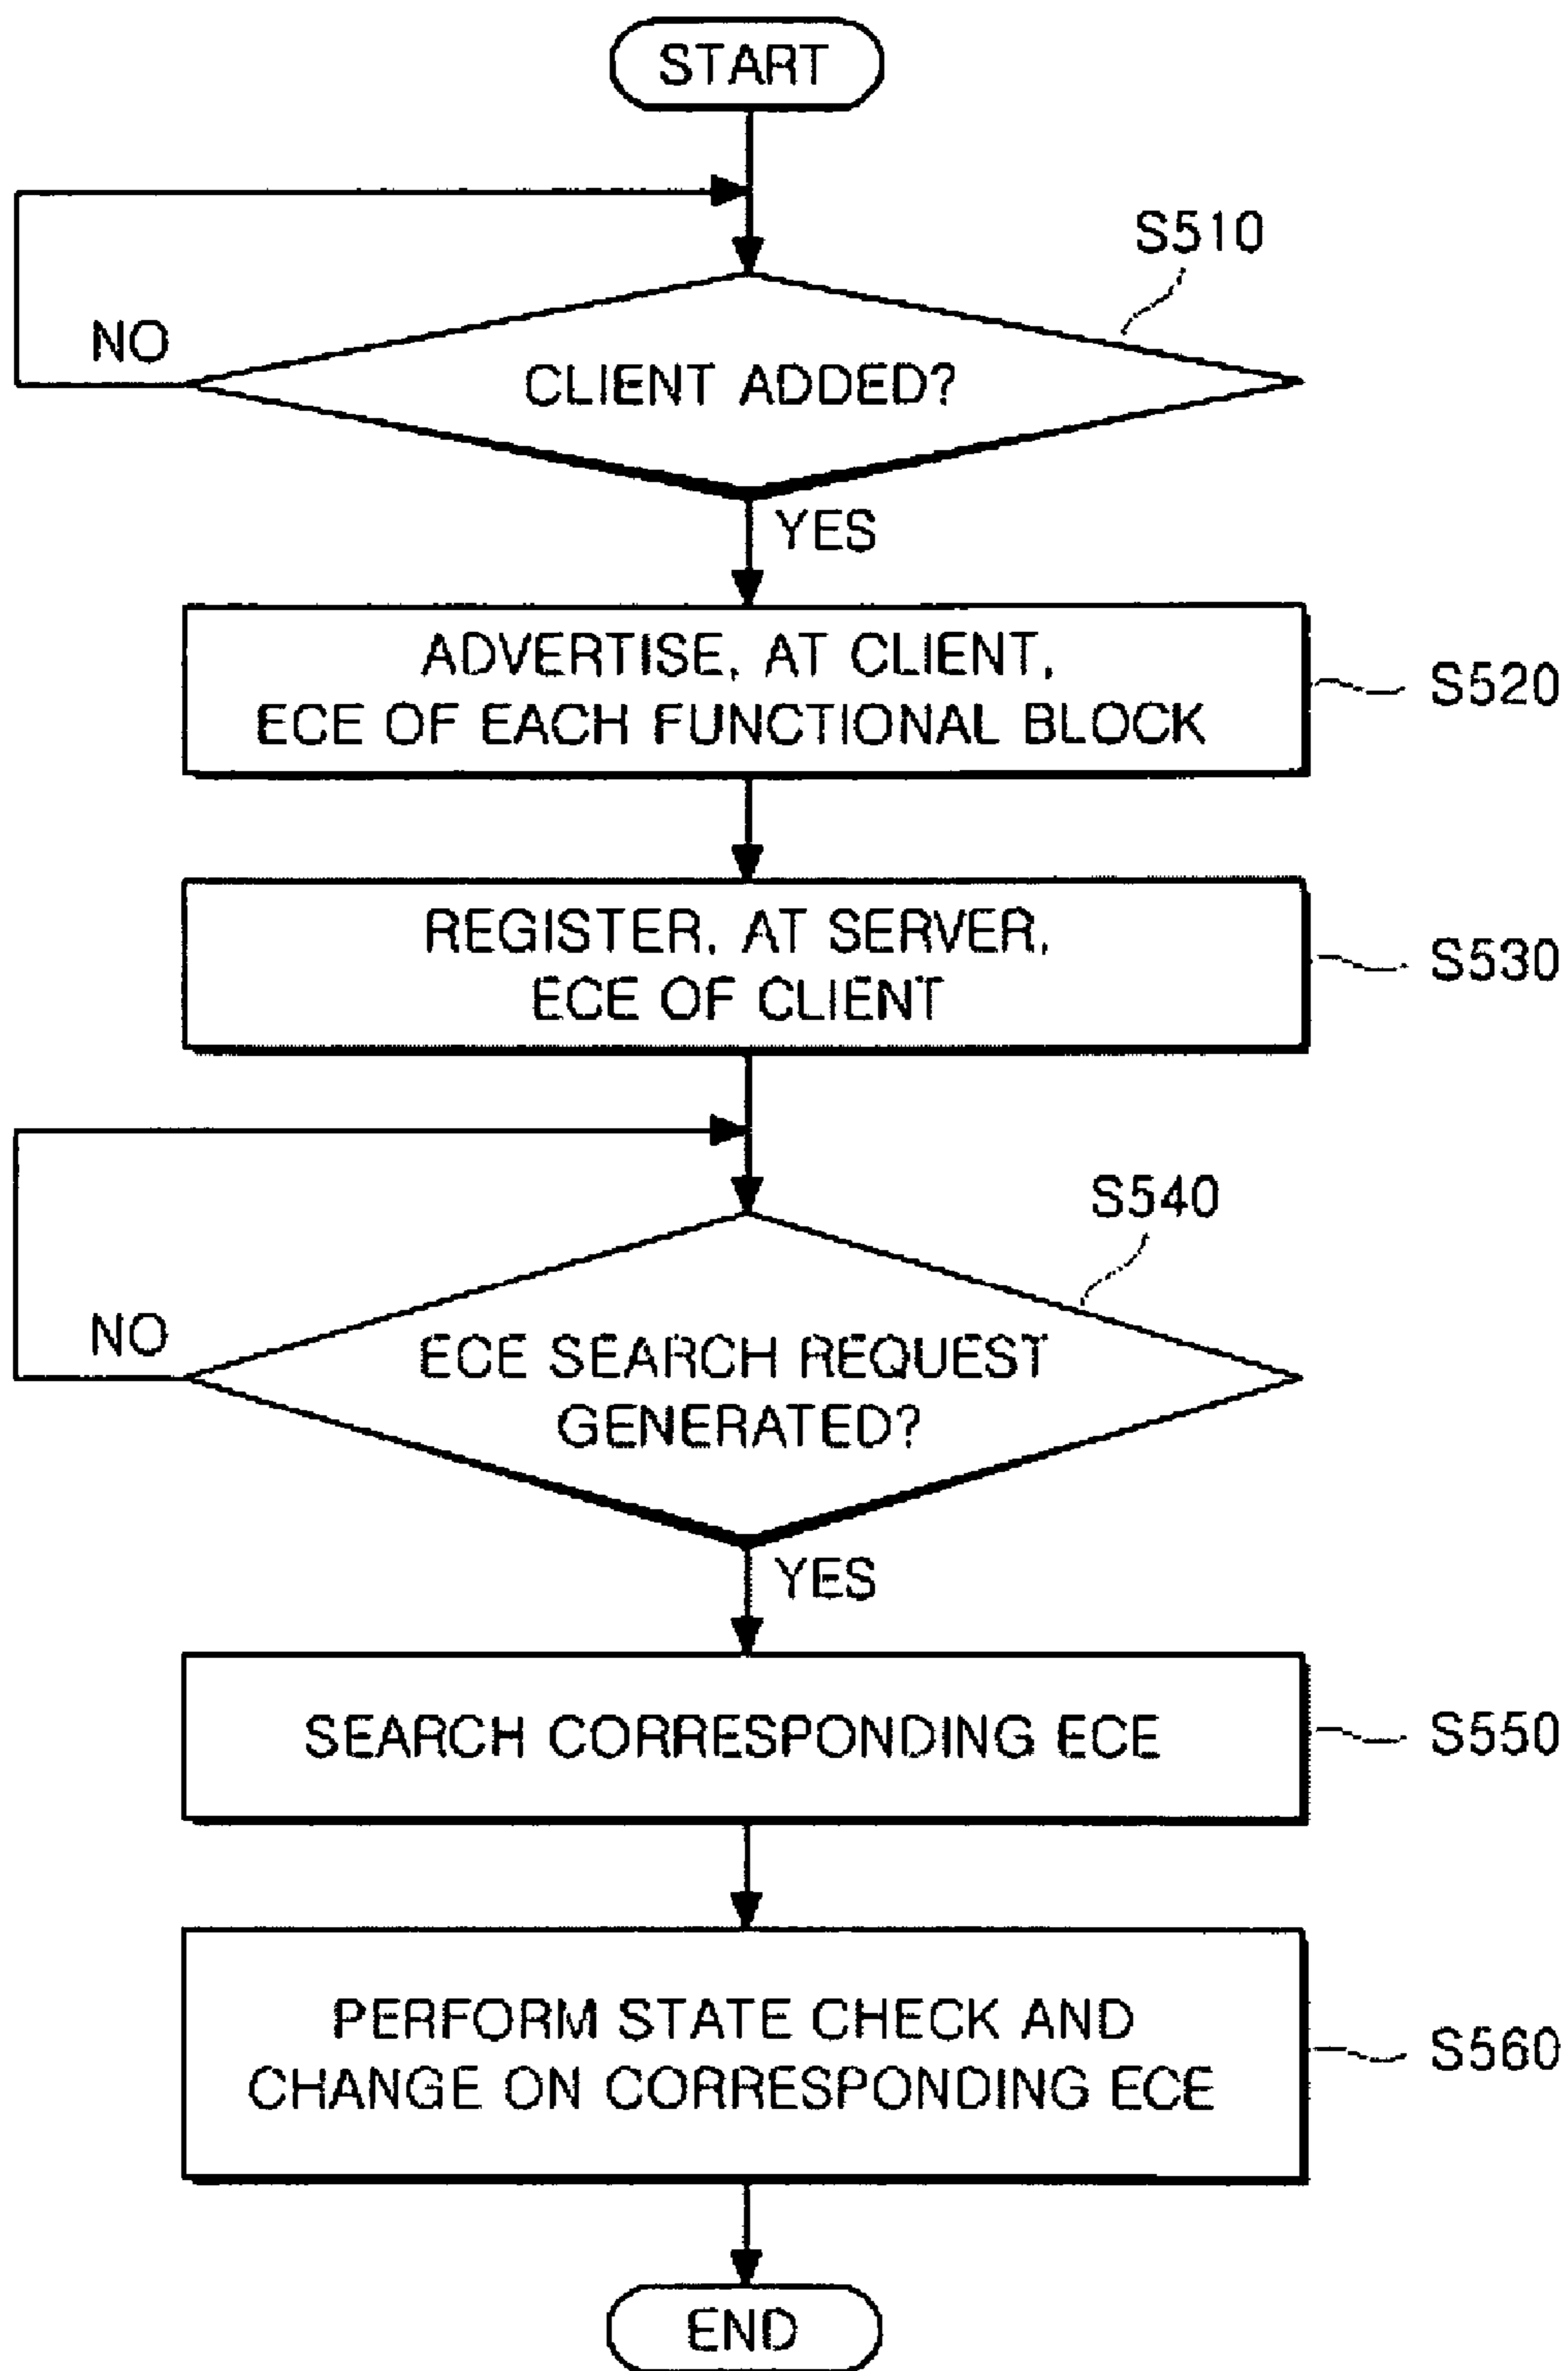 START
S510
NO
CLIENT ADDED?
YES
ADVERTISE, AT CLIENT,
ECE OF EACH FUNCTIONAL BLOCK
S520
REGISTER, AT SERVER,
ECE OF CLIENT
S530
S540
NO
ECE SEARCH REQUEST
GENERATED?
YES
SEARCH CORRESPONDING ECE
S550
PERFORM STATE CHECK AND
CHANGE ON CORRESPONDING ECE
S560
END